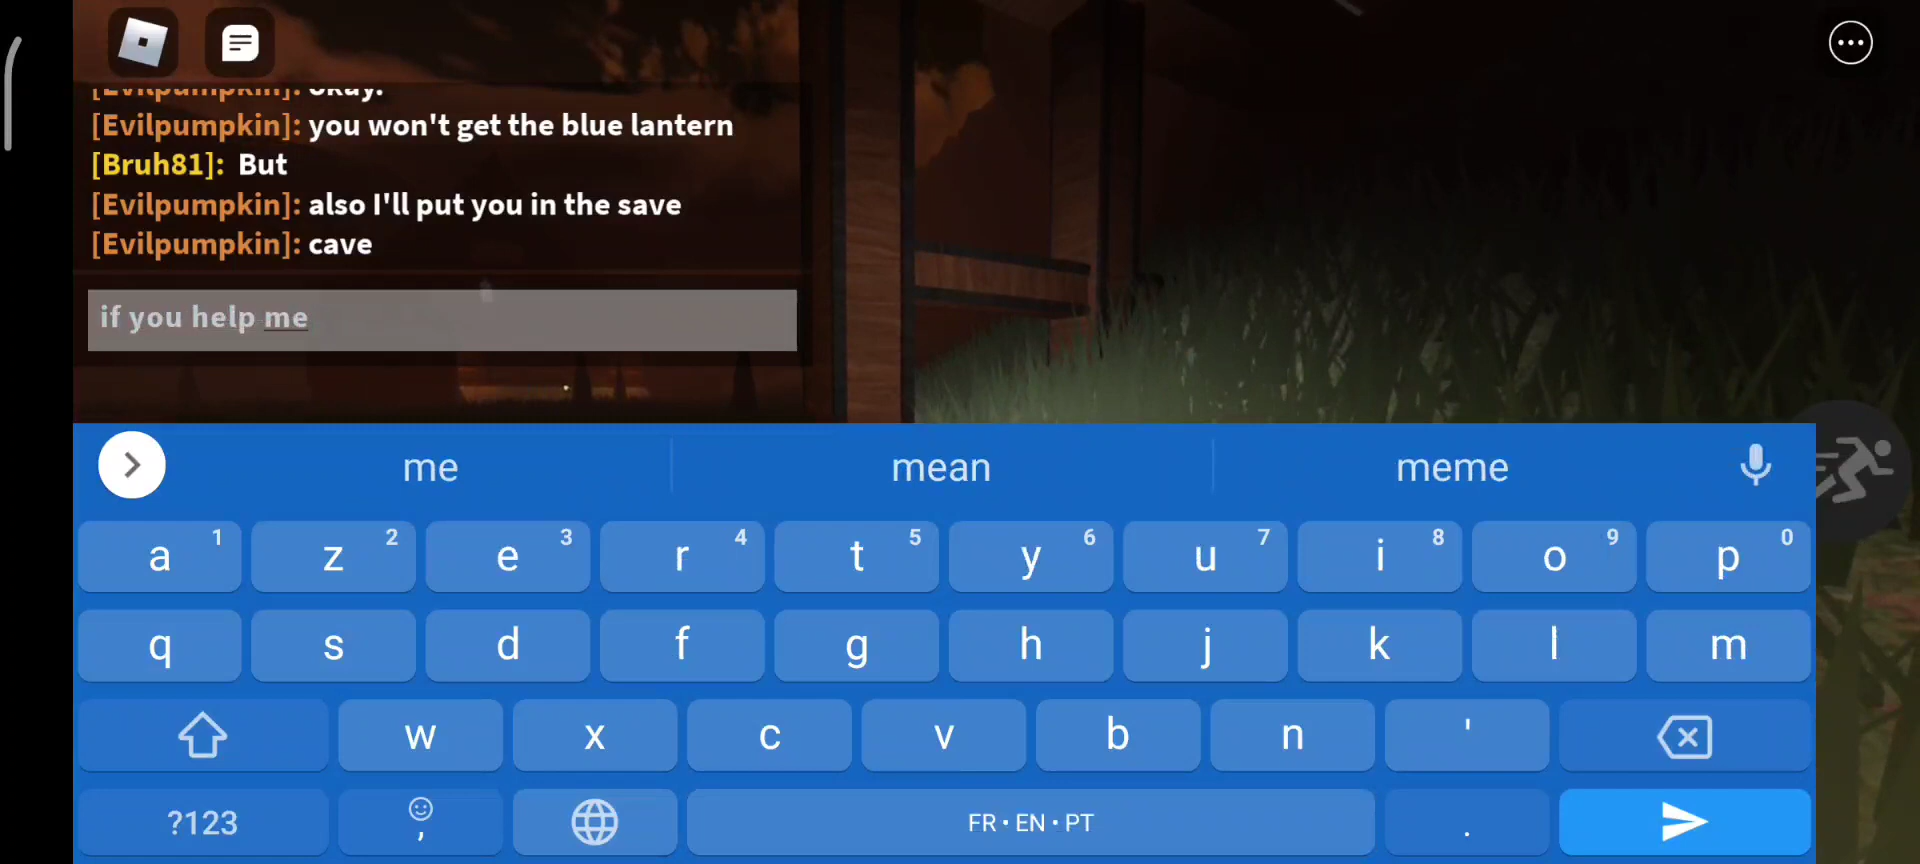 [Evilpumpkin]: okay.
[Evilpumpkin]: you won't get the blue lantern
[Bruh81]: But
[Evilpumpkin]: also I'll put you in the save
[Evilpumpkin]: cave
if you help me
me mean meme
a 1 z 2 e 3 r 4 t 5 y 6 u 7 i 8 o 9 p 0
q s d f g h j k l m
w x c v b n '
?123 , FR • EN • PT .